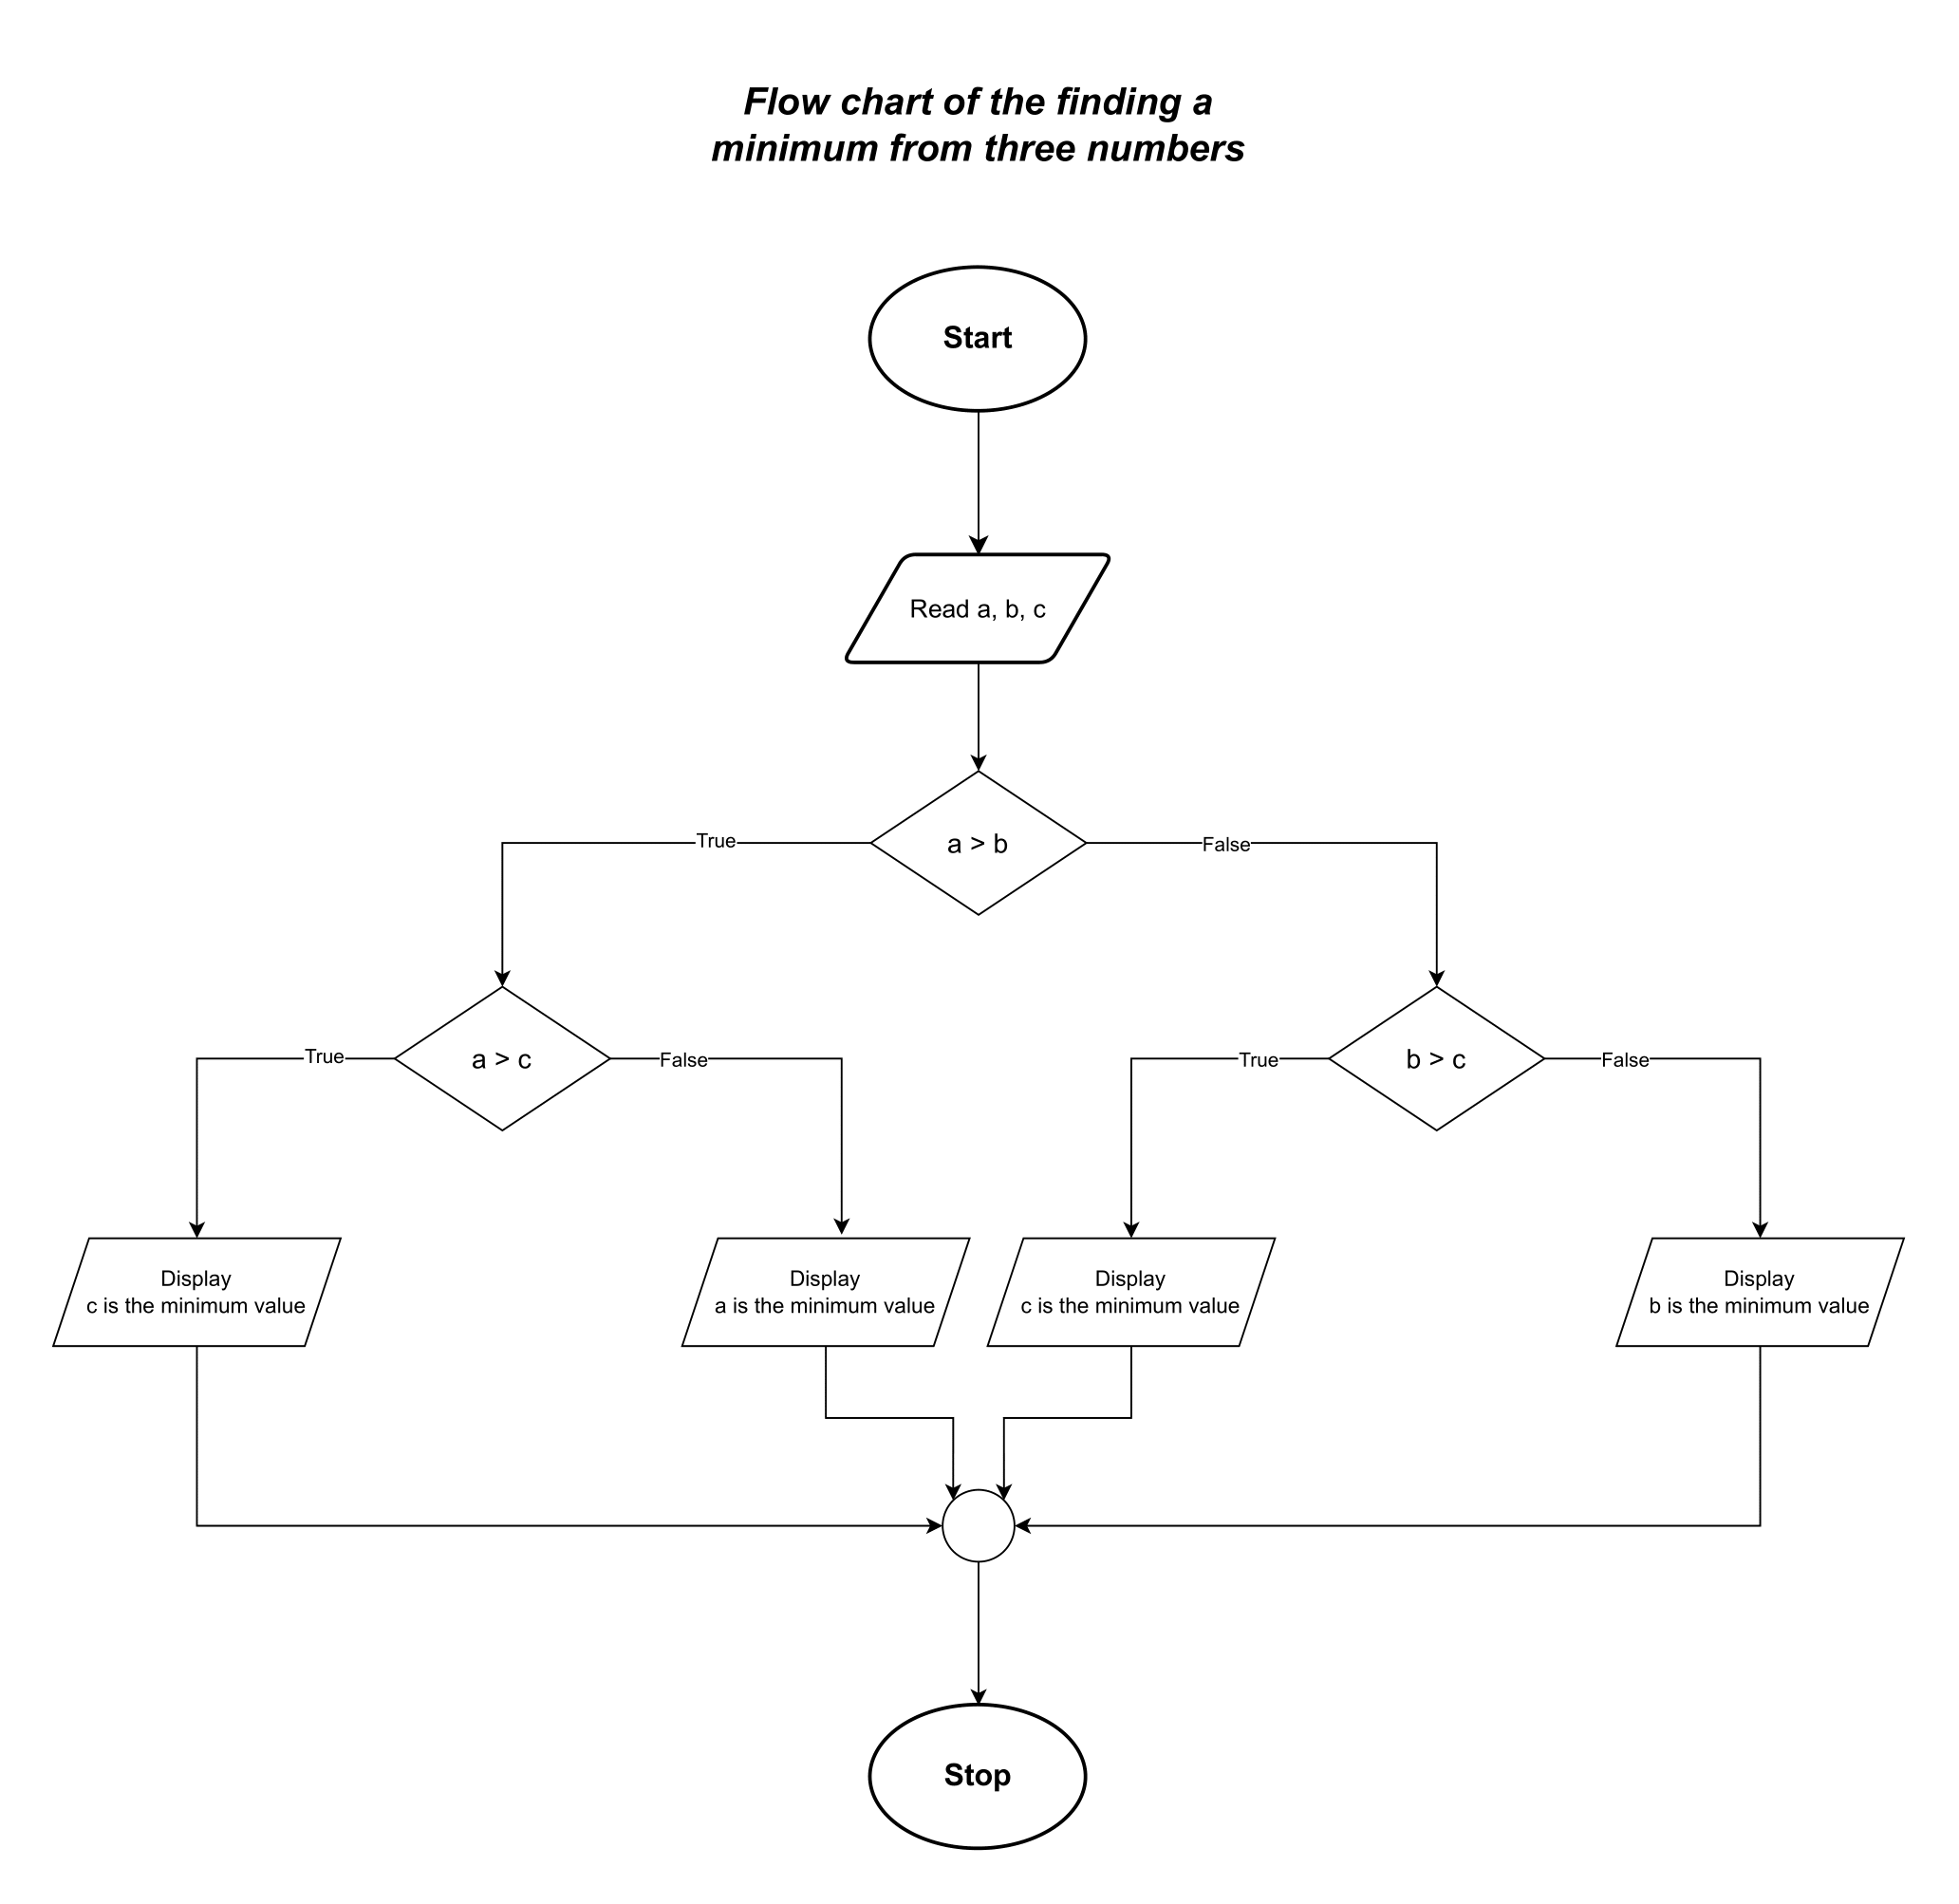 Flow chart of the finding a
minimum from three numbers
Start
Read a, b, c
a > b
True
False
a > c
True
False
b > c
True
False
Display
c is the minimum value
Display
a is the minimum value
Display
c is the minimum value
Display
b is the minimum value
Stop